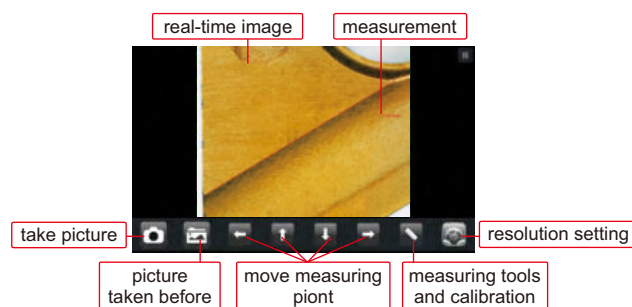 real-time image
measurement
take picture
resolution setting
picture
taken before
move measuring
piont
measuring tools
and calibration